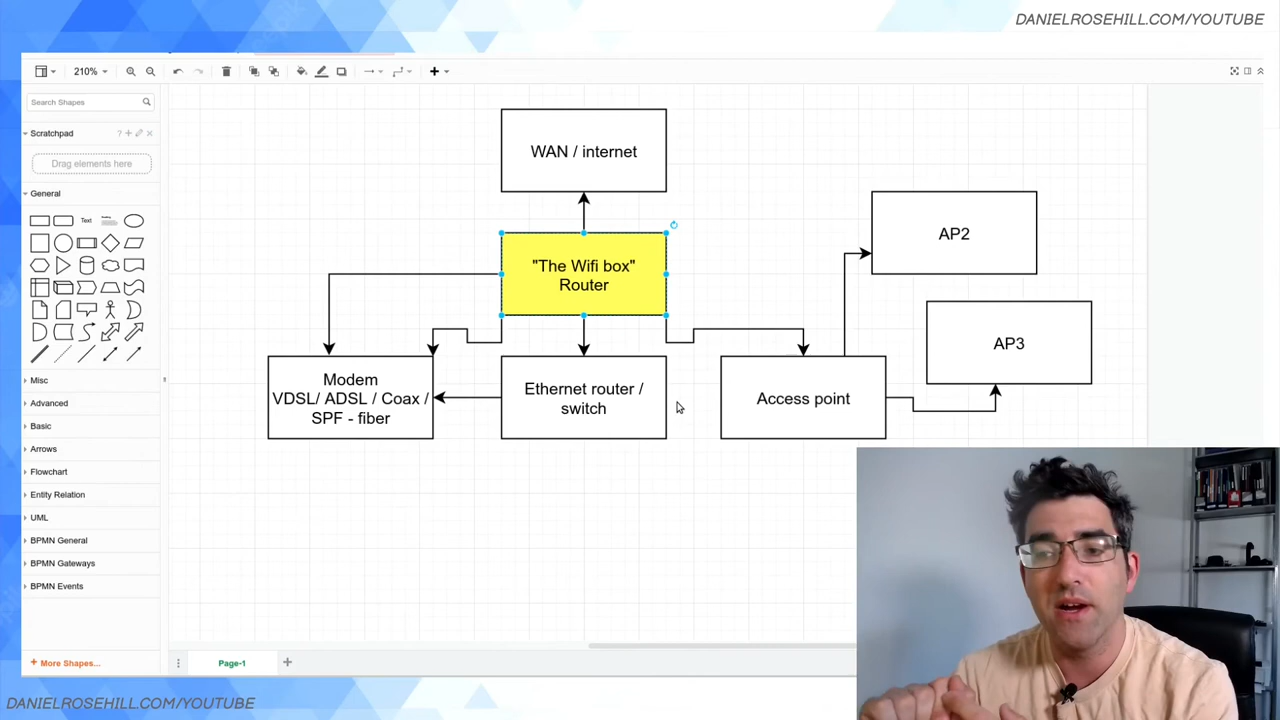 DANIELROSEHILL.COM/YOUTUBE
210%
Search Shapes
Scratchpad
?
Drag elements here
General
Text
Misc
Advanced
Basic
Arrows
Flowchart
Entity Relation
UML
BPMN General
BPMN Gateways
BPMN Events
+ More Shapes...
Page-1
WAN / internet
"The Wifi box"
Router
AP2
AP3
Modem
VDSL/ ADSL / Coax /
SPF - fiber
Ethernet router /
switch
Access point
DANIELROSEHILL.COM/YOUTUBE